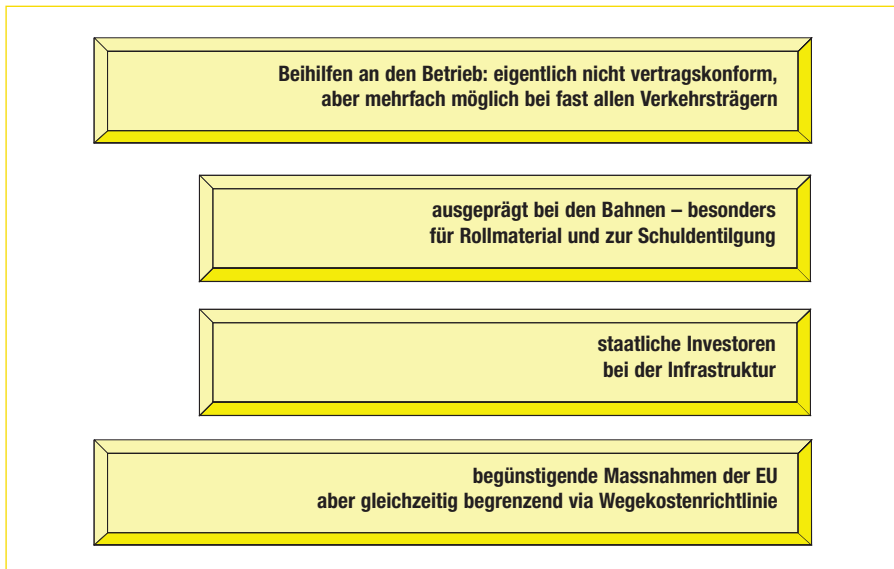 Beihilfen an den Betrieb: eigentlich nicht vertragskonform,
aber mehrfach möglich bei fast allen Verkehrsträgern
ausgeprägt bei den Bahnen – besonders
für Rollmaterial und zur Schuldentilgung
staatliche Investoren
bei der Infrastruktur
begünstigende Massnahmen der EU
aber gleichzeitig begrenzend via Wegekostenrichtlinie